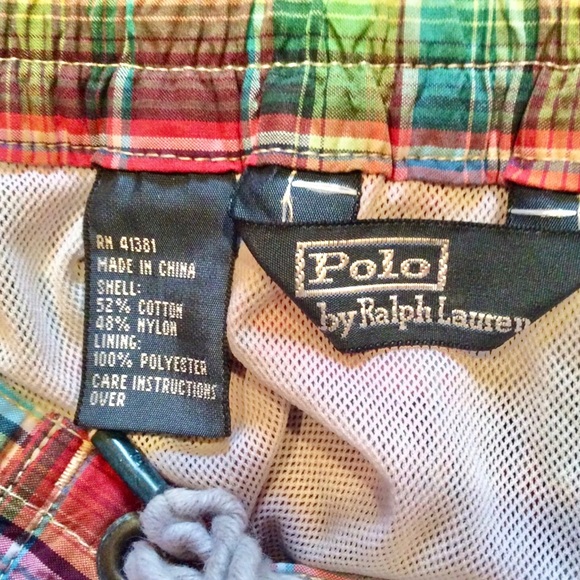 RN 41381
MADE IN CHINA
SHELL:
52% COTTON
48% NYLON
LINING:
100% POLYESTER
CARE INSTRUCTIONS
OVER
Polo
by Ralph Lauren